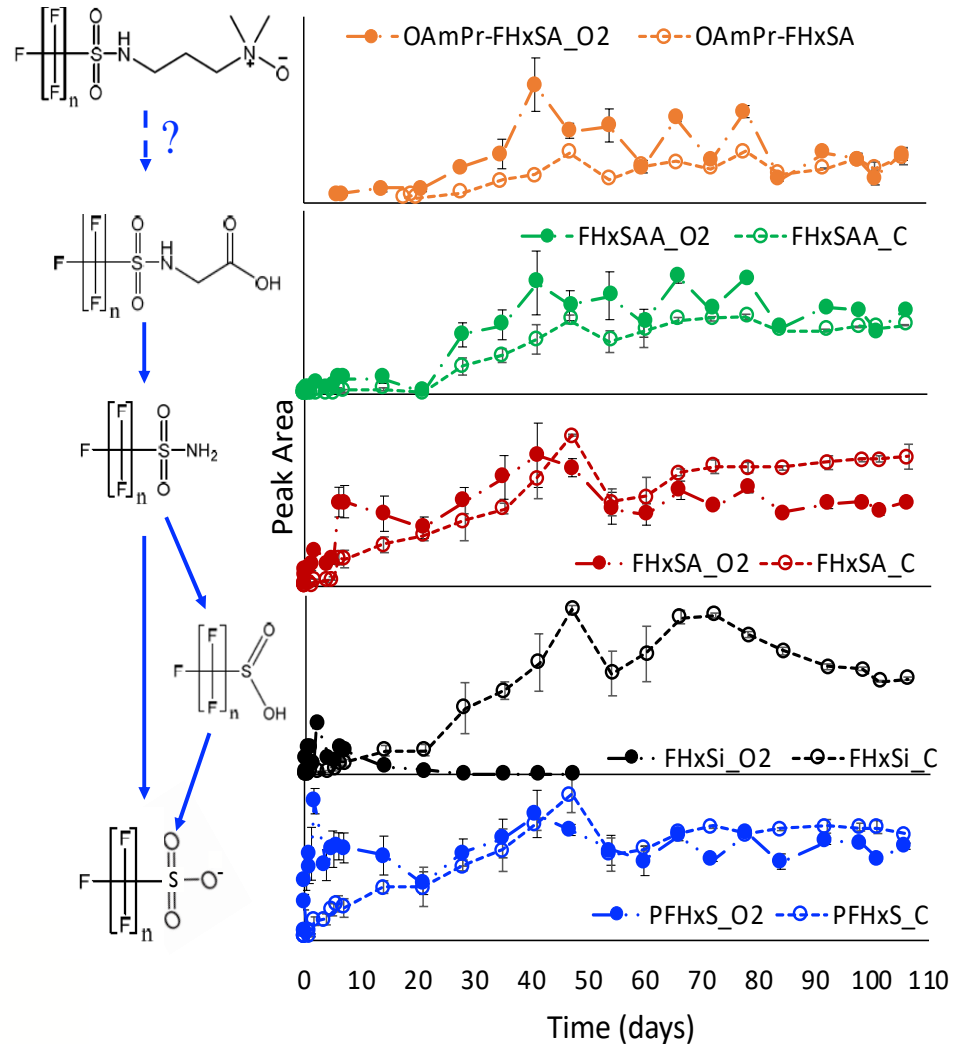 OAmPr-FHxSA_O2 OAmPr-FHxSA
F [F F]n S O O H N N + O -
?
FHxSAA_O2 FHxSAA_C
F [F F]n S O O H N O OH
F [F F]n S O O NH2
FHxSA_O2 FHxSA_C
F [F F]n S O OH
FHxSi_O2 FHxSi_C
F [F F]n S O O O-
PFHxS_O2 PFHxS_C
Peak Area
0 10 20 30 40 50 60 70 80 90 100 110
Time (days)